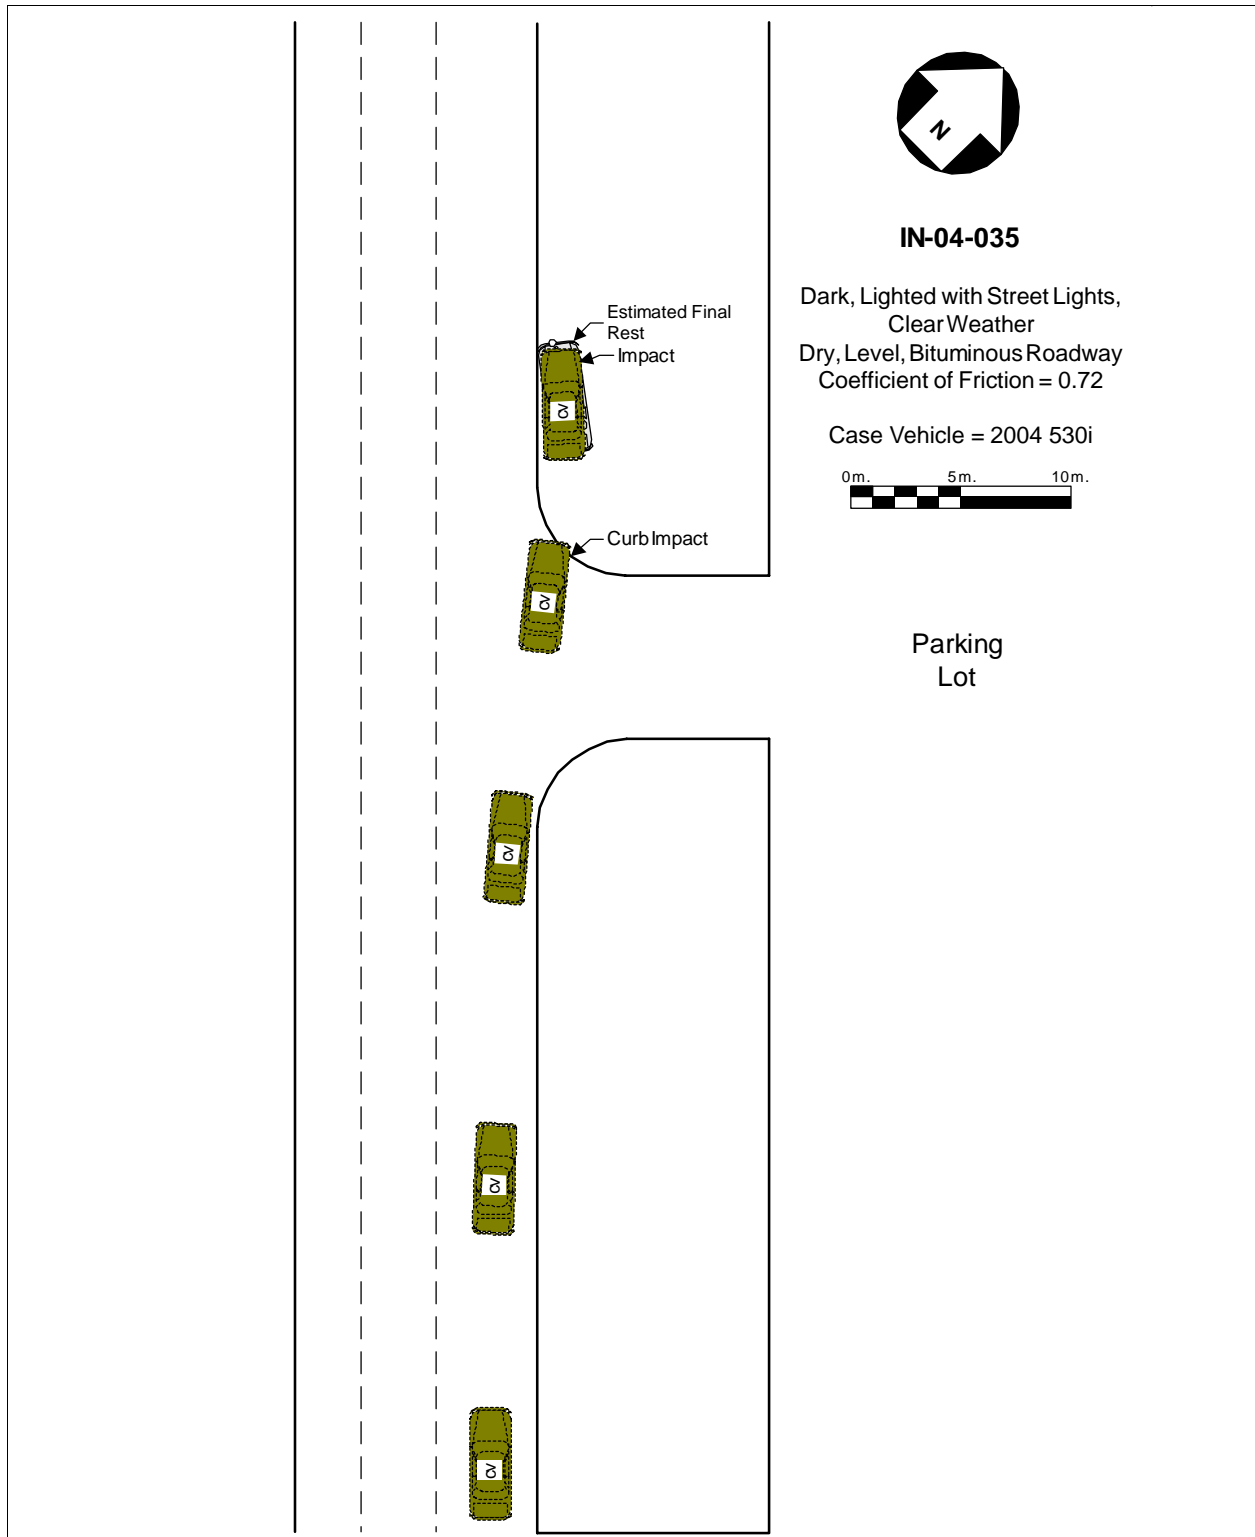 N
IN-04-035
Dark, Lighted with Street Lights,
Clear Weather
Dry, Level, Bituminous Roadway
Coefficient of Friction = 0.72
Case Vehicle = 2004 530i
0m. 5m. 10m.
Estimated Final
Rest
Impact
CV
Curb Impact
CV
Parking
Lot
CV
CV
CV